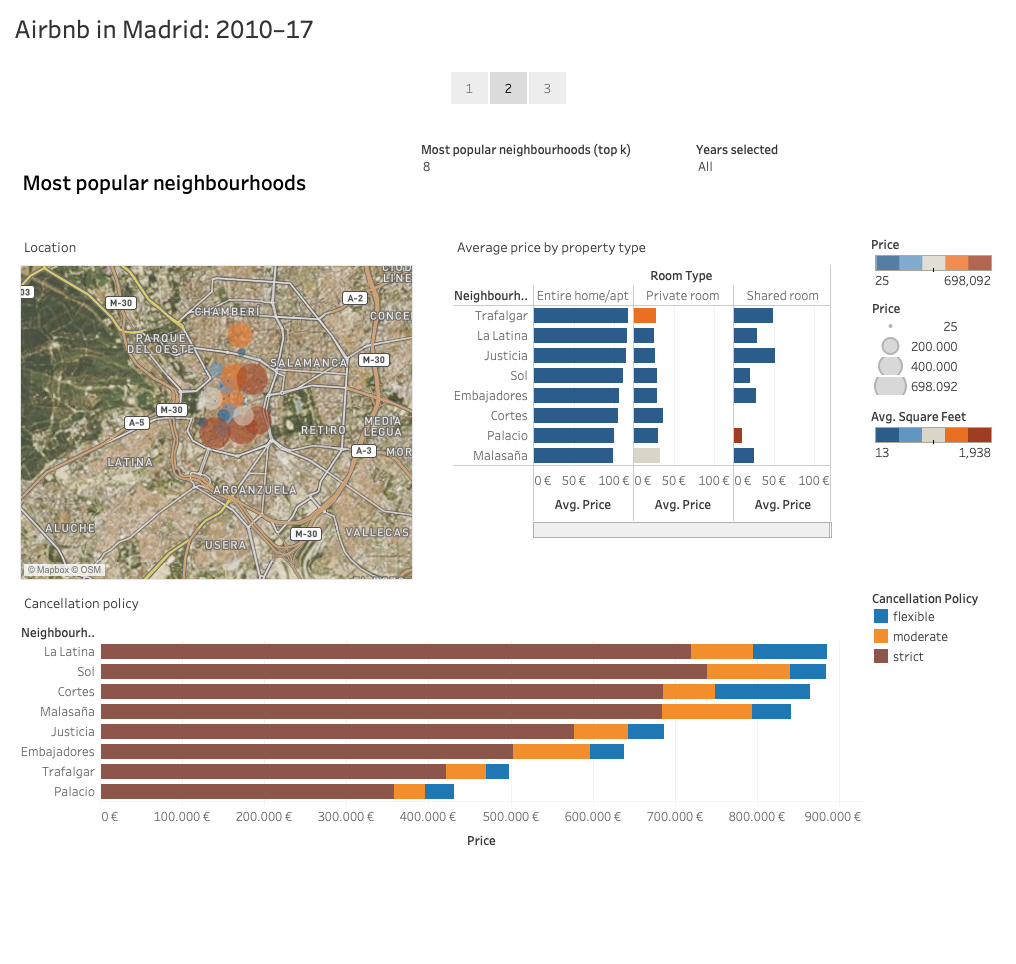 Airbnb in Madrid: 2010–17
1 2 3
Most popular neighbourhoods (top k)
8
Years selected
All
Most popular neighbourhoods
Location
03
M-30
CHAMBERÍ
A-2
CONCE
PARQUE
DEL OESTE
SALAMANCA
M-30
M-30
A-5
RETIRO
MEDIA
LEGUA
A-3
MOR
LATINA
ARGANZUELA
ALUCHE
M-30
VALLECAS
USERA
© Mapbox © OSM
Average price by property type
Room Type
Neighbourh.. Entire home/apt Private room Shared room
Trafalgar
La Latina
Justicia
Sol
Embajadores
Cortes
Palacio
Malasaña
0 € 50 € 100 € 0 € 50 € 100 € 0 € 50 € 100 €
Avg. Price Avg. Price Avg. Price
Price
25 698,092
Price
25
200.000
400.000
698.092
Avg. Square Feet
13 1,938
Cancellation policy
Neighbourh..
La Latina
Sol
Cortes
Malasaña
Justicia
Embajadores
Trafalgar
Palacio
0 € 100.000 € 200.000 € 300.000 € 400.000 € 500.000 € 600.000 € 700.000 € 800.000 € 900.000 €
Price
Cancellation Policy
flexible
moderate
strict